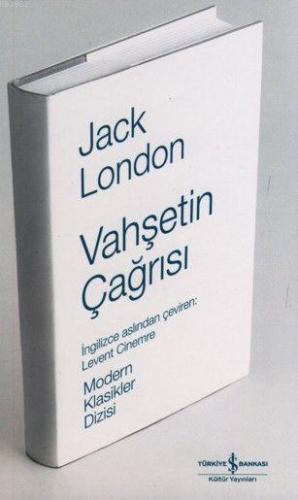 Jack
London
Vahşetin
Çağrısı
İngilizce aslından çeviren:
Levent Cinemre
Modern
Klasikler
Dizisi
TÜRKİYE İŞ BANKASI
Kültür Yayınları